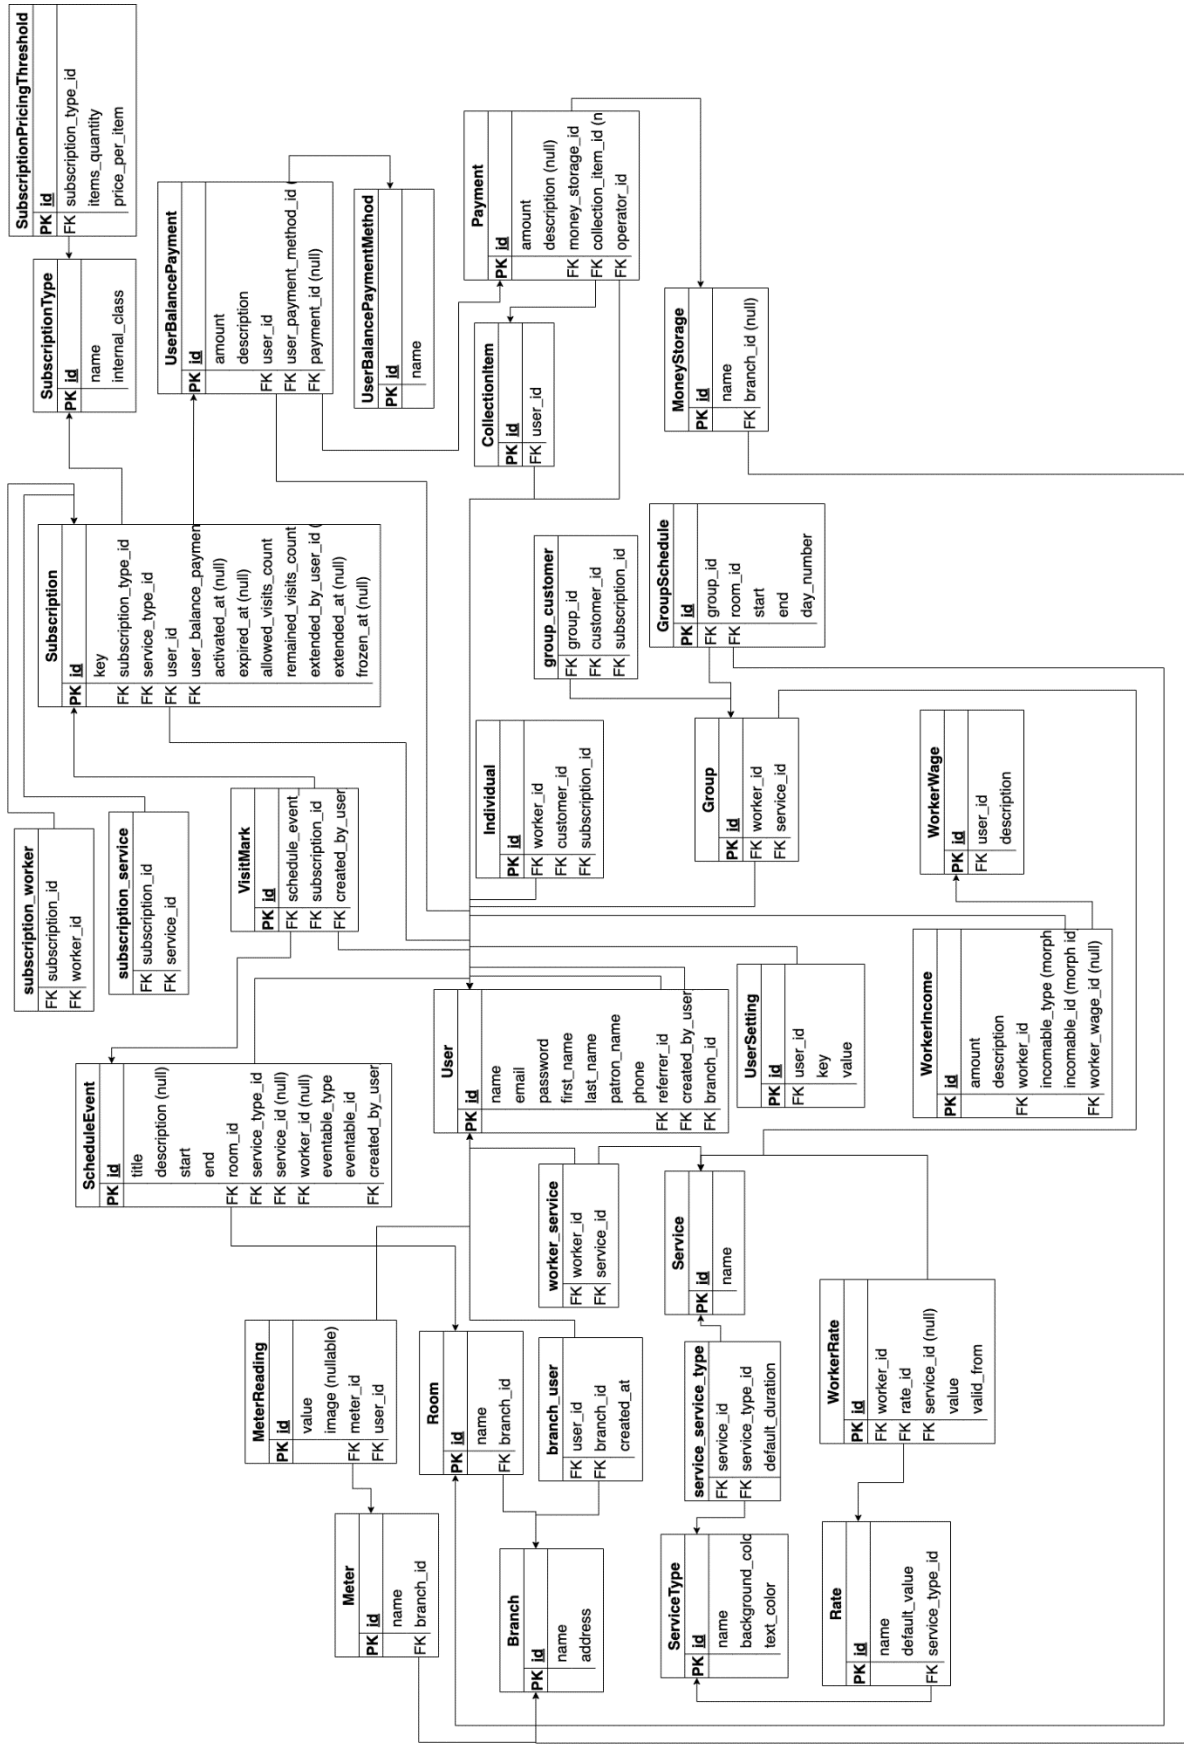 subscription_worker
FK subscription_id
FK worker_id
SubscriptionPricingThreshold
PK id
FK subscription_type_id
items_quantity
price_per_item
subscription_service
FK subscription_id
FK service_id
SubscriptionType
PK id
name
internal_class
Subscription
PK id
key
FK subscription_type_id
FK service_type_id
FK user_id
FK user_balance_paymen
activated_at (null)
expired_at (null)
allowed_visits_count
remained_visits_count
extended_by_user_id (
extended_at (null)
frozen_at (null)
ScheduleEvent
PK id
title
description (null)
start
end
FK room_id
FK service_type_id
FK service_id (null)
FK worker_id (null)
eventable_type
eventable_id
FK created_by_user
UserBalancePayment
PK id
amount
description
FK user_id
FK user_payment_method_id (
FK payment_id (null)
VisitMark
PK id
FK schedule_event_
FK subscription_id
FK created_by_user
MeterReading
PK id
value
image (nullable)
FK meter_id
FK user_id
Meter
PK id
name
FK branch_id
UserBalancePaymentMethod
PK id
name
Room
PK id
name
FK branch_id
User
PK id
name
email
password
first_name
last_name
patron_name
phone
FK referrer_id
FK created_by_user
FK branch_id
Payment
PK id
amount
description (null)
FK money_storage_id
FK collection_item_id (n
FK operator_id
CollectionItem
PK id
FK user_id
Individual
PK id
FK worker_id
FK customer_id
FK subscription_id
Branch
PK id
name
address
branch_user
FK user_id
FK branch_id
created_at
worker_service
FK worker_id
FK service_id
group_customer
FK group_id
FK customer_id
FK subscription_id
GroupSchedule
PK id
FK group_id
FK room_id
start
end
day_number
ServiceType
PK id
name
background_colo
text_color
service_service_type
FK service_id
FK service_type_id
default_duration
Service
PK id
name
MoneyStorage
PK id
name
FK branch_id (null)
Group
PK id
FK worker_id
FK service_id
UserSetting
PK id
FK user_id
key
value
Rate
PK id
name
default_value
FK service_type_id
WorkerRate
PK id
FK worker_id
FK rate_id
FK service_id (null)
value
valid_from
WorkerIncome
PK id
amount
description
FK worker_id
incomable_type (morph
incomable_id (morph id
FK worker_wage_id (null)
WorkerWage
PK id
FK user_id
description